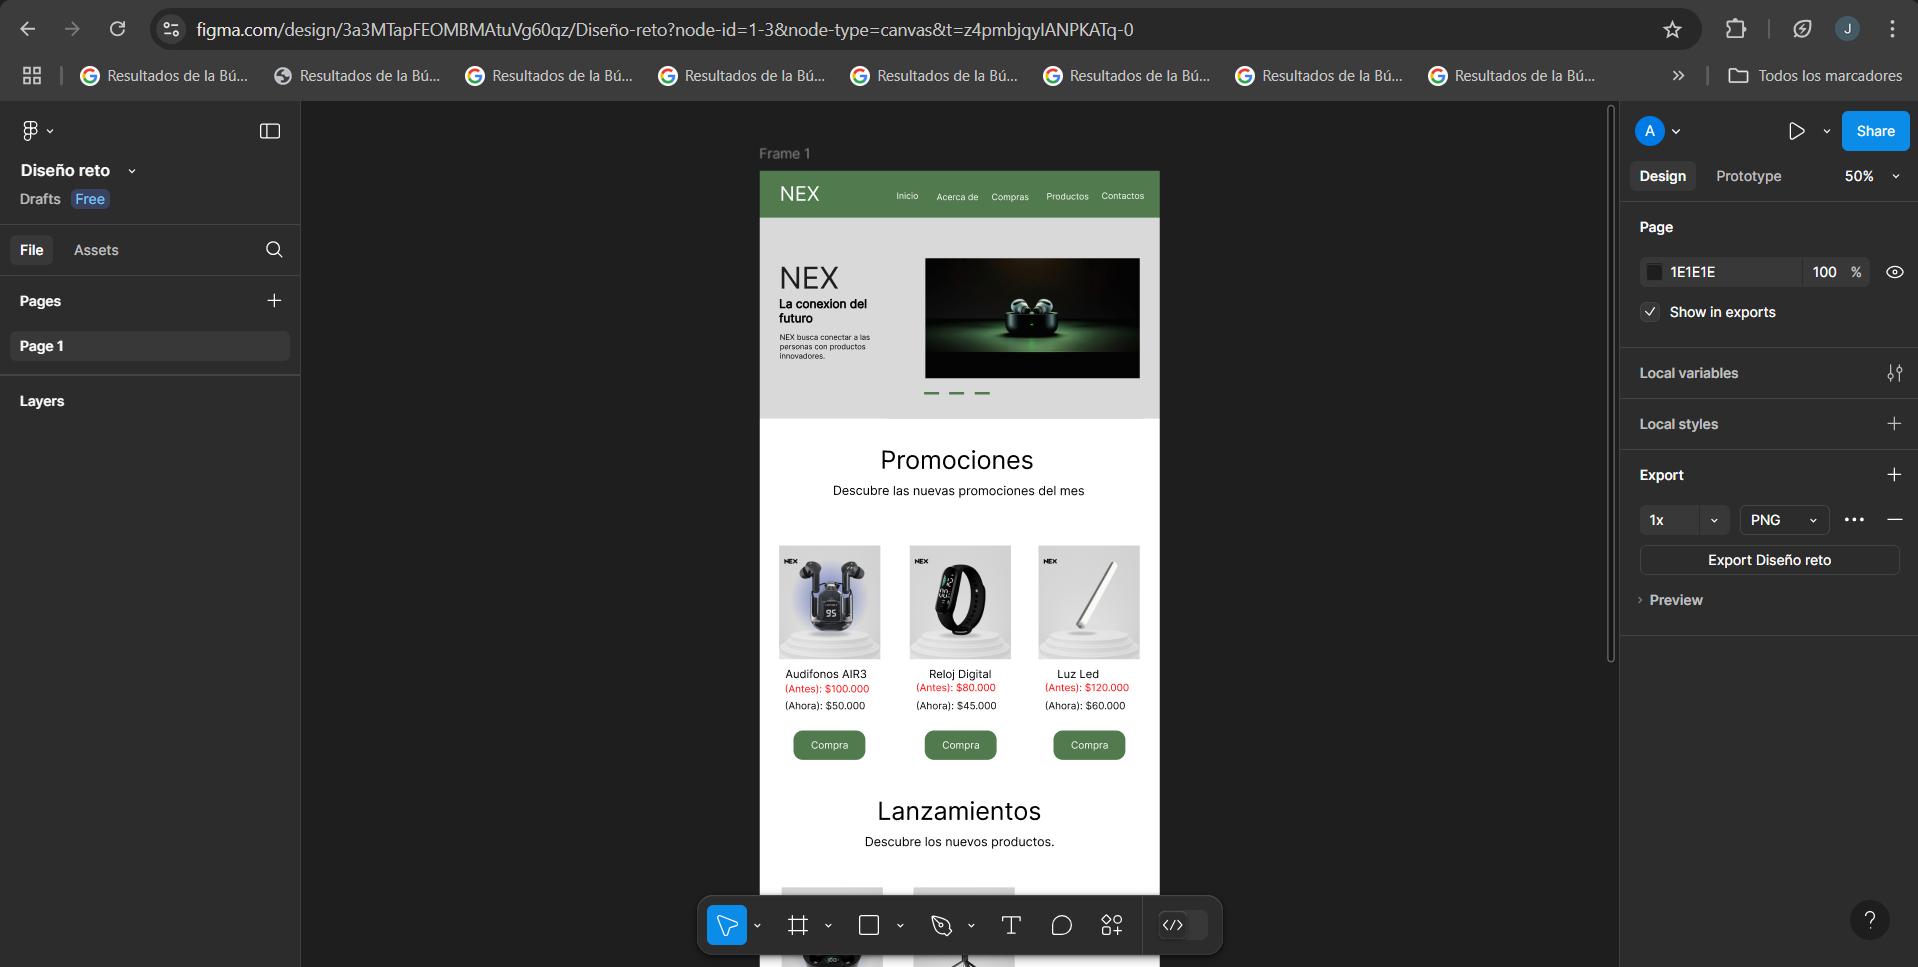 figma.com/design/3a3MTapFEOMBMAtuVg60qz/Diseño-reto?node-id=1-3&node-type=canvas&t=z4pmbjqylANPKATq-0
J
Resultados de la Bú... Resultados de la Bú... Resultados de la Bú... Resultados de la Bú... Resultados de la Bú... Resultados de la Bú... Resultados de la Bú... Resultados de la Bú... » Todos los marcadores
Diseño reto
Drafts Free
File Assets
Pages
Page 1
Layers
Frame 1
NEX Inicio Acerca de Compras Productos Contactos
NEX
La conexion del
futuro
NEX busca conectar a las
personas con productos
innovadores.
Promociones
Descubre las nuevas promociones del mes
NEX NEX NEX
95
Audifonos AIR3 Reloj Digital Luz Led
(Antes): $100.000 (Antes): $80.000 (Antes): $120.000
(Ahora): $50.000 (Ahora): $45.000 (Ahora): $60.000
Compra Compra Compra
Lanzamientos
Descubre los nuevos productos.
A Share
Design Prototype 50%
Page
1E1E1E 100 %
Show in exports
Local variables
Local styles
Export
1x PNG
Export Diseño reto
Preview
?